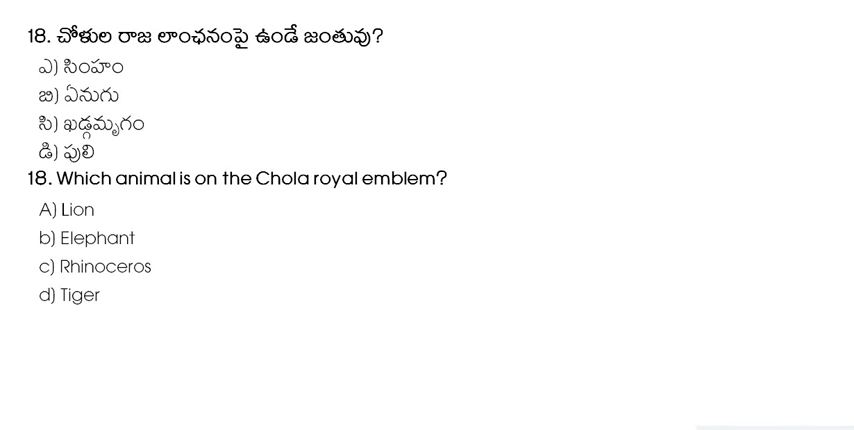 18. చోళుల రాజ లాంఛనంపై ఉండే జంతువు?
ఎ) సింహం
బి) ఏనుగు
సి) ఖడ్గమృగం
డి) పులి
18. Which animal is on the Chola royal emblem?
A) Lion
b) Elephant
c) Rhinoceros
d) Tiger